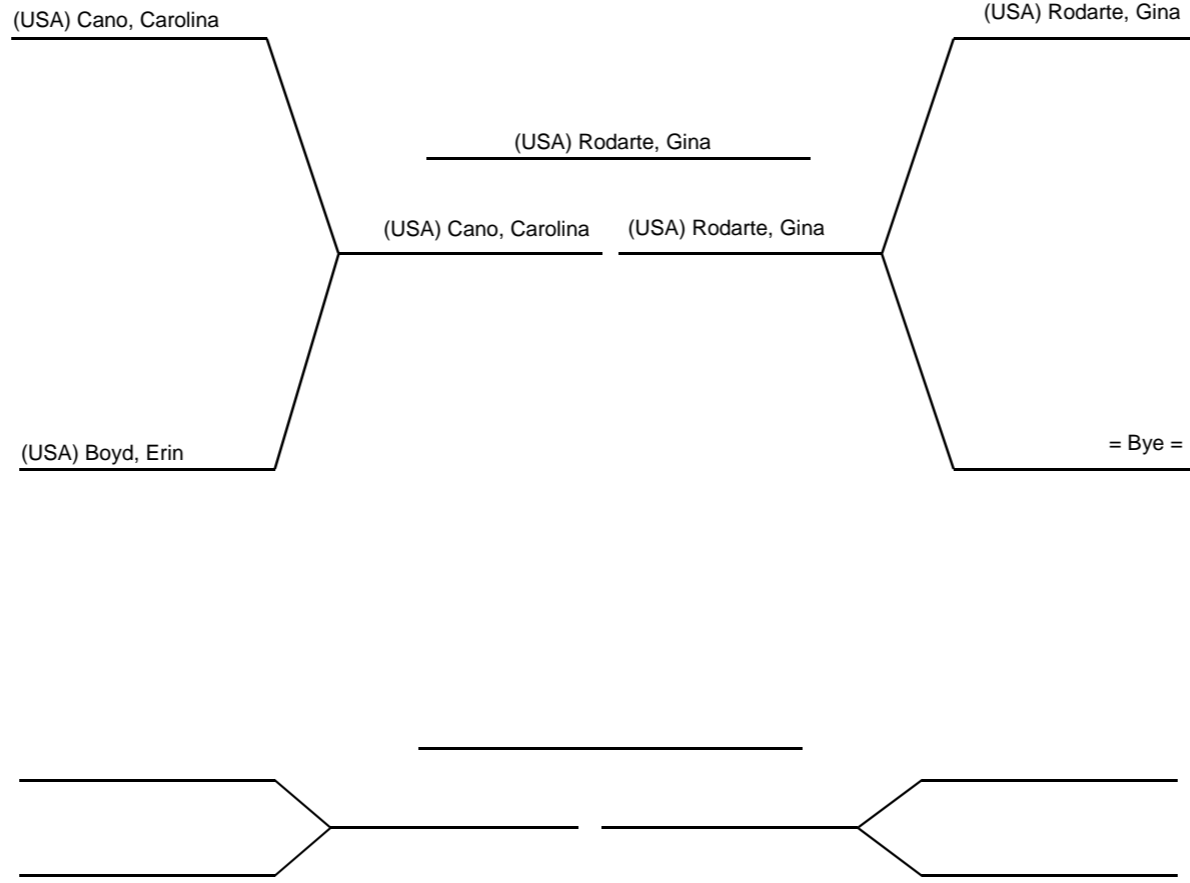 (USA) Cano, Carolina
(USA) Rodarte, Gina
(USA) Rodarte, Gina
(USA) Cano, Carolina
(USA) Rodarte, Gina
(USA) Boyd, Erin
= Bye =